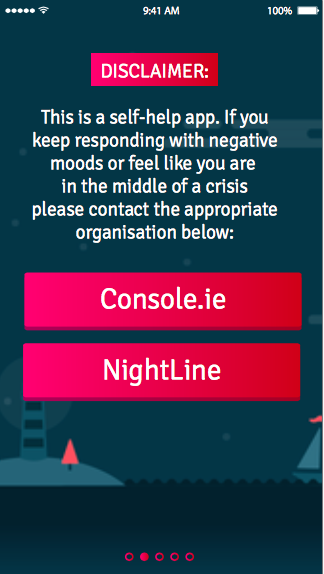 9:41 AM
100%
DISCLAIMER:
This is a self-help app. If you
keep responding with negative
moods or feel like you are
in the middle of a crisis
please contact the appropriate
organisation below:
Console.ie
NightLine